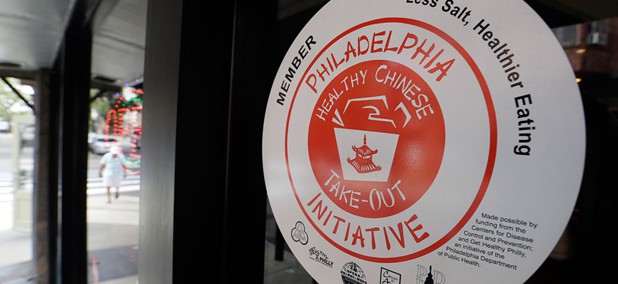 Less Salt, Healthier Eating
MEMBER
PHILADELPHIA
HEALTHY CHINESE
TAKE-OUT
INITIATIVE
Made possible by
funding from the
Centers for Disease
Control and Prevention;
and Get Healthy Philly,
an initiative of the
Philadelphia Department
of Public Health.